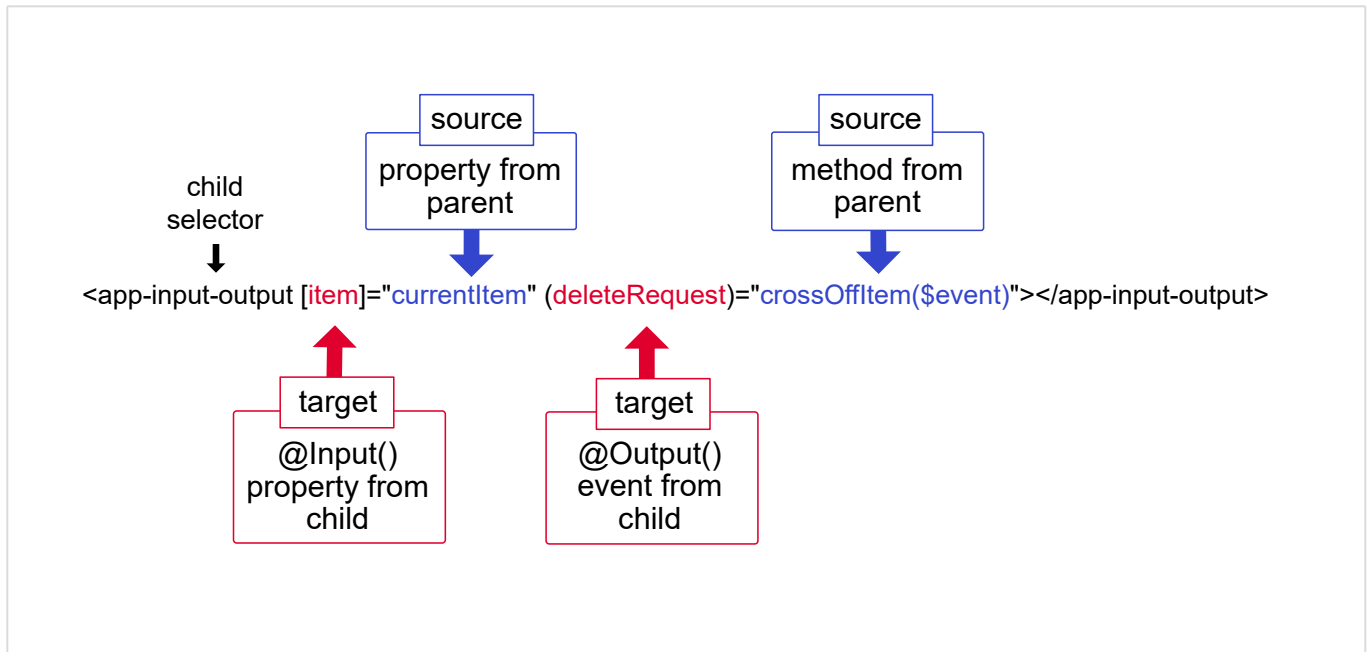 source
property from
parent
source
method from
parent
child
selector
<app-input-output [item]="currentItem" (deleteRequest)="crossOffItem($event)"></app-input-output>
target
@Input()
property from
child
target
@Output()
event from
child